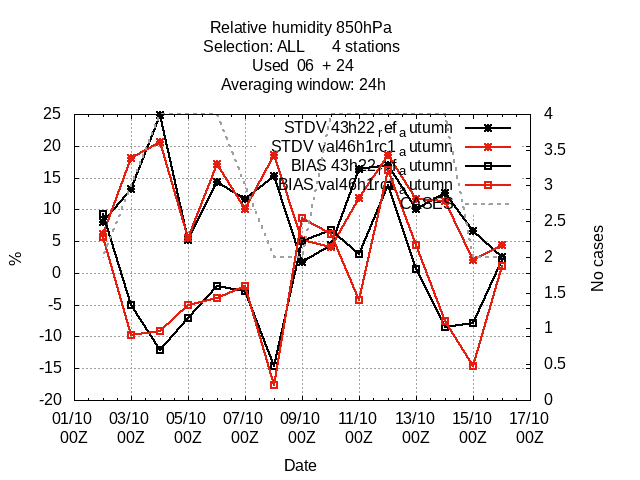 Relative humidity 850hPa
Selection: ALL 4 stations
Used 06 + 24
Averaging window: 24h
STDV 43h22_ref_autumn
STDV val46h1rc1_autumn
BIAS 43h22_ref_autumn
BIAS val46h1rc1_autumn
CASES
25
20
15
10
5
0
-5
-10
-15
-20
%
4
3.5
3
2.5
2
1.5
1
0.5
0
No cases
01/10 03/10 05/10 07/10 09/10 11/10 13/10 15/10 17/10
00Z 00Z 00Z 00Z 00Z 00Z 00Z 00Z 00Z
Date